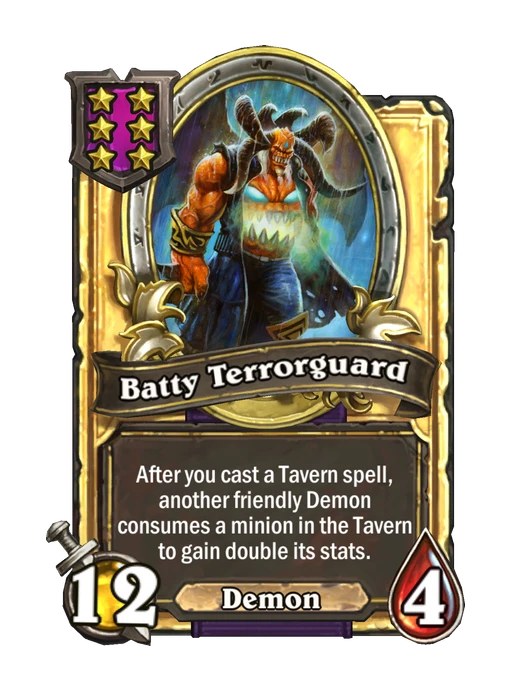 Batty Terrorguard
After you cast a Tavern spell,
another friendly Demon
consumes a minion in the Tavern
to gain double its stats.
12
Demon
4